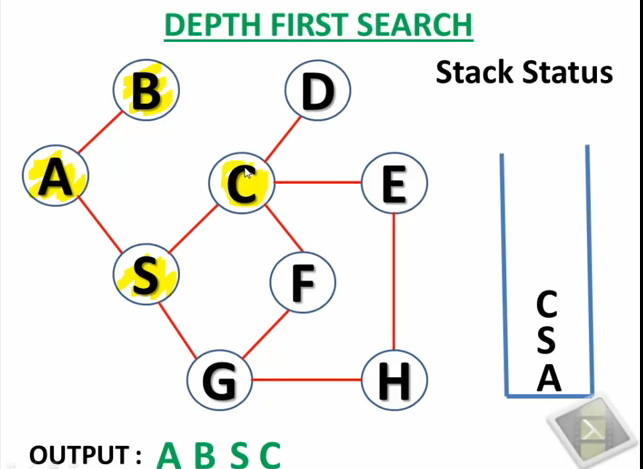 DEPTH FIRST SEARCH
Stack Status
B
D
A
C
E
S
F
G
H
C
S
A
OUTPUT : A B S C